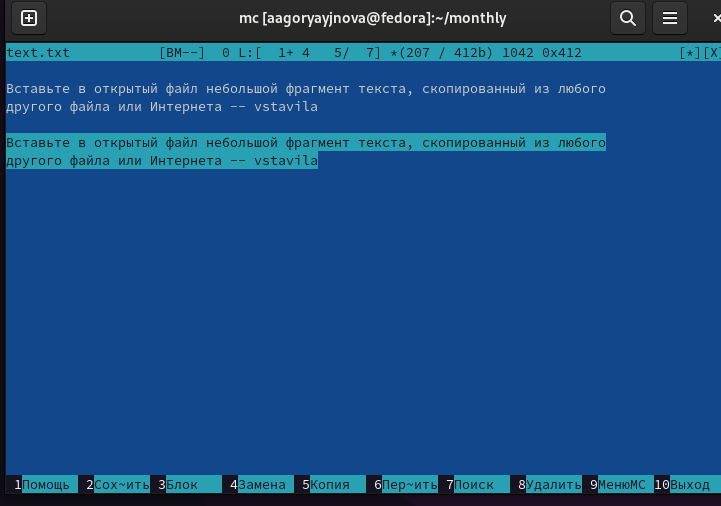 mc [aagoryayjnova@fedora]:~/monthly
text.txt [BM--] 0 L:[ 1+ 4 5/ 7] *(207 / 412b) 1042 0x412 [*][X]
Вставьте в открытый файл небольшой фрагмент текста, скопированный из любого
другого файла или Интернета -- vstavila
Вставьте в открытый файл небольшой фрагмент текста, скопированный из любого
другого файла или Интернета -- vstavila
1Помощь 2Сох~ить 3Блок 4Замена 5Копия 6Пер~ить 7Поиск 8Удалить 9МенюMC 10Выход